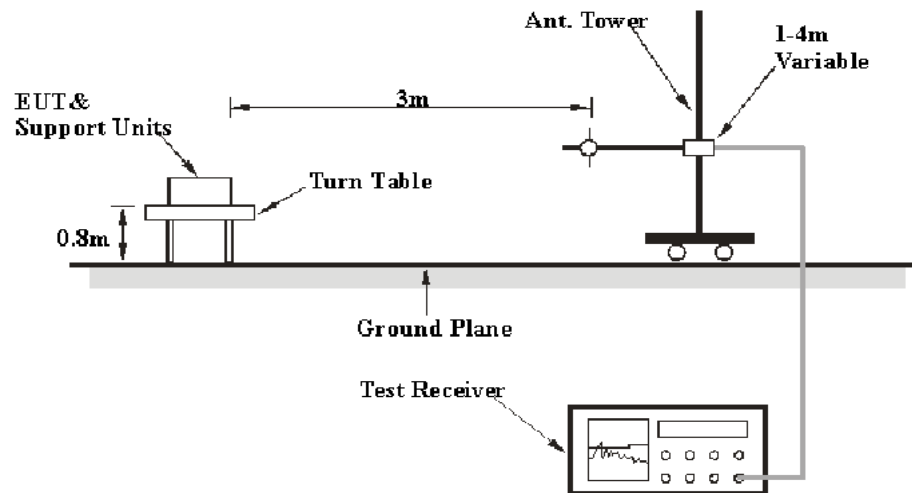 Ant. Tower
1-4m
Variable
EUT&
Support Units
3m
Turn Table
0.8m
Ground Plane
Test Receiver